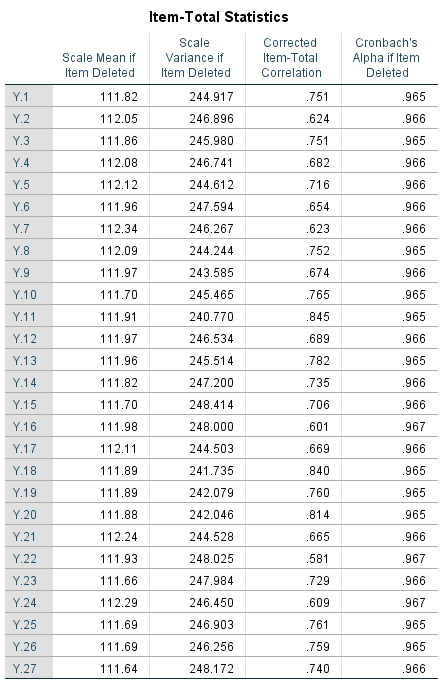 Item-Total Statistics
Scale Mean if Item Deleted Scale Variance if Item Deleted Corrected Item-Total Correlation Cronbach's Alpha if Item Deleted
Y.1 111.82 244.917 .751 .965
Y.2 112.05 246.896 .624 .966
Y.3 111.86 245.980 .751 .965
Y.4 112.08 246.741 .682 .966
Y.5 112.12 244.612 .716 .966
Y.6 111.96 247.594 .654 .966
Y.7 112.34 246.267 .623 .966
Y.8 112.09 244.244 .752 .965
Y.9 111.97 243.585 .674 .966
Y.10 111.70 245.465 .765 .965
Y.11 111.91 240.770 .845 .965
Y.12 111.97 246.534 .689 .966
Y.13 111.96 245.514 .782 .965
Y.14 111.82 247.200 .735 .966
Y.15 111.70 248.414 .706 .966
Y.16 111.98 248.000 .601 .967
Y.17 112.11 244.503 .669 .966
Y.18 111.89 241.735 .840 .965
Y.19 111.89 242.079 .760 .965
Y.20 111.88 242.046 .814 .965
Y.21 112.24 244.528 .665 .966
Y.22 111.93 248.025 .581 .967
Y.23 111.66 247.984 .729 .966
Y.24 112.29 246.450 .609 .967
Y.25 111.69 246.903 .761 .965
Y.26 111.69 246.256 .759 .965
Y.27 111.64 248.172 .740 .966